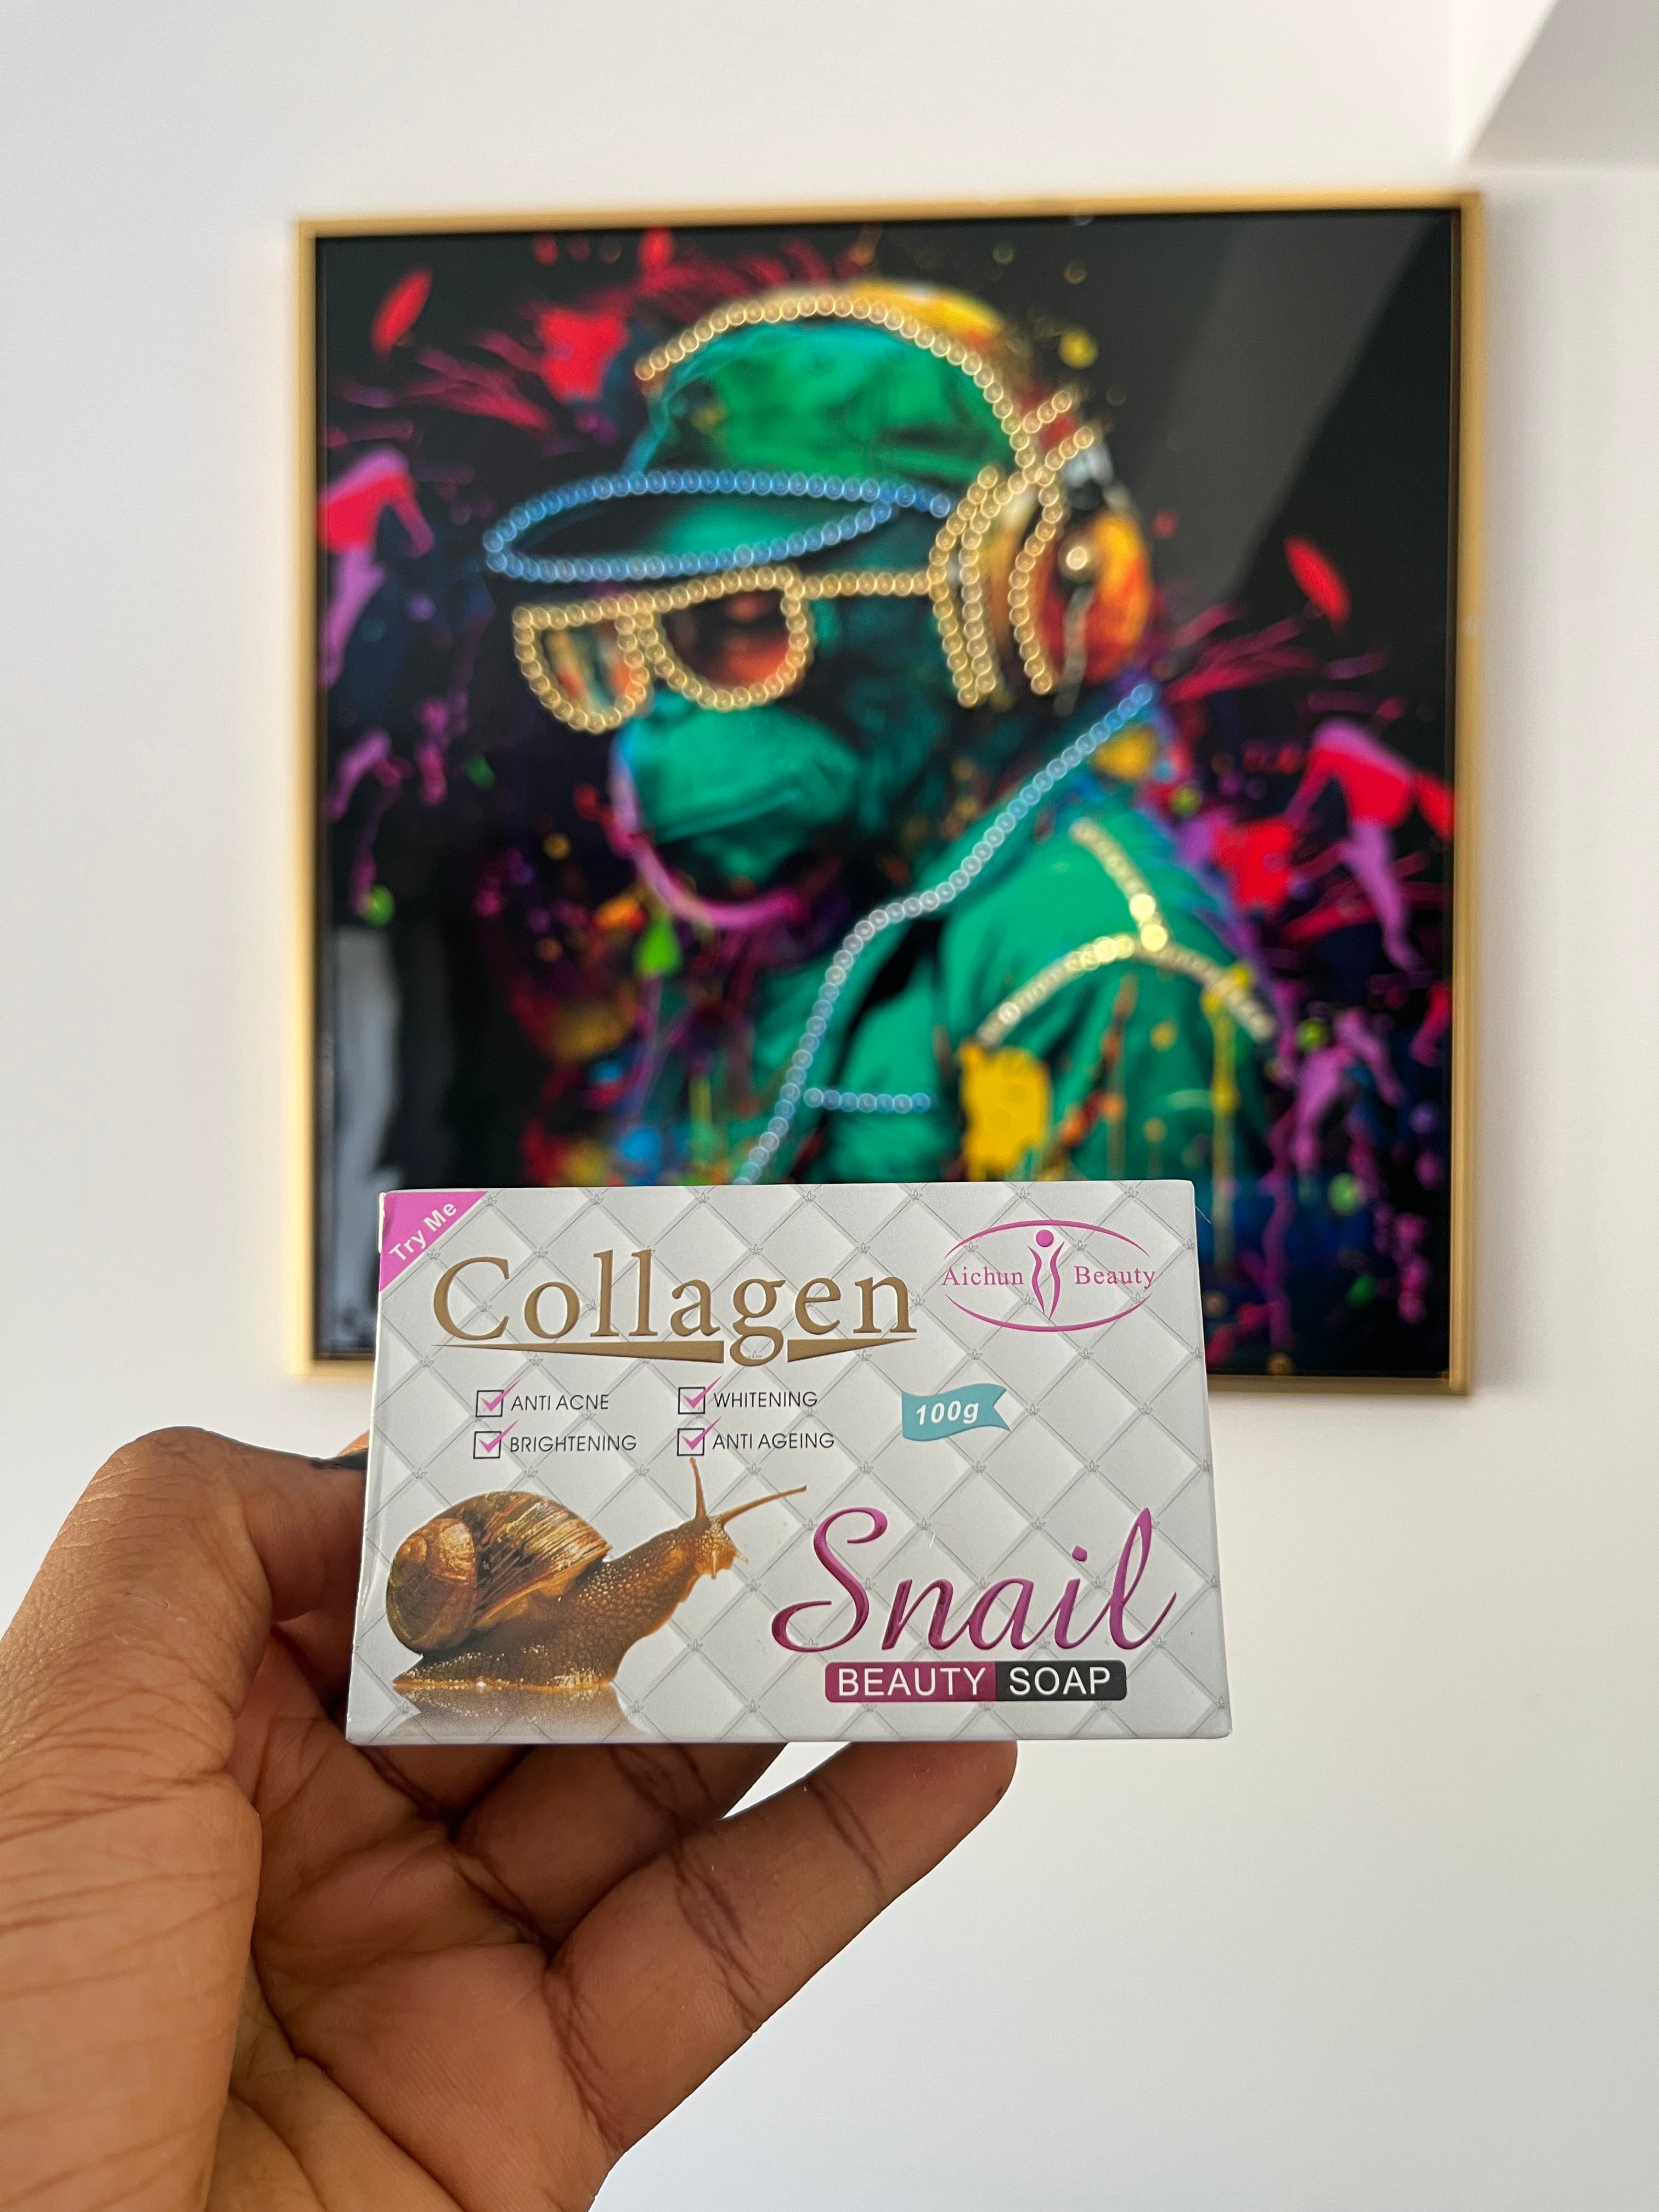 Try Me
Collagen
Aichun Beauty
ANTI ACNE
WHITENING
BRIGHTENING
ANTI AGEING
100g
Snail
BEAUTY SOAP